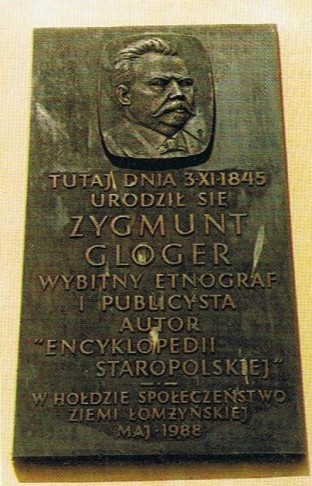 TUTAJ DNIA 3•XI•1845
URODZIŁ SIĘ
ZYGMUNT
GLOGER
WYBITNY ETNOGRAF
I PUBLICYSTA
AUTOR
"ENCYKLOPEDII
STAROPOLSKIEJ"
W HOŁDZIE SPOŁECZEŃSTWO
ZIEMI ŁOMŻYŃSKIEJ
MAJ • 1988